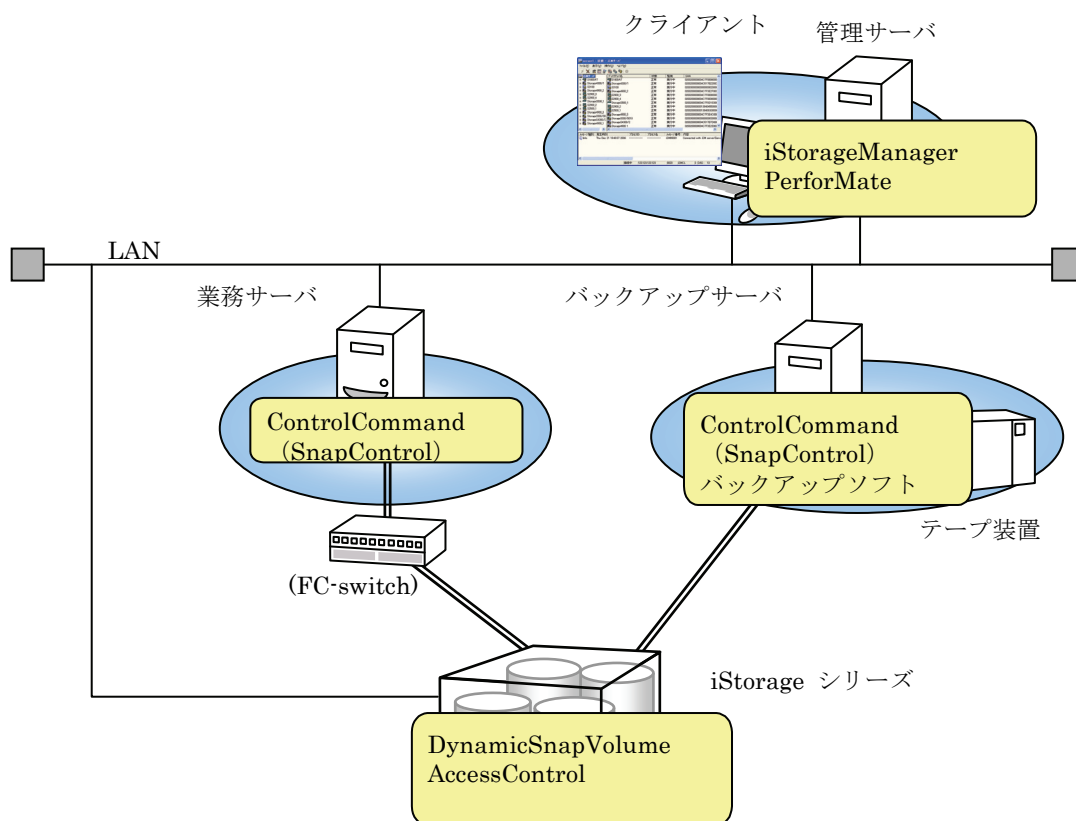 クライアント
管理サーバ
iStorageManager
PerforMate
LAN
業務サーバ
バックアップサーバ
ControlCommand
(SnapControl)
ControlCommand
(SnapControl)
バックアップソフト
テープ装置
(FC-switch)
iStorage シリーズ
DynamicSnapVolume
AccessControl